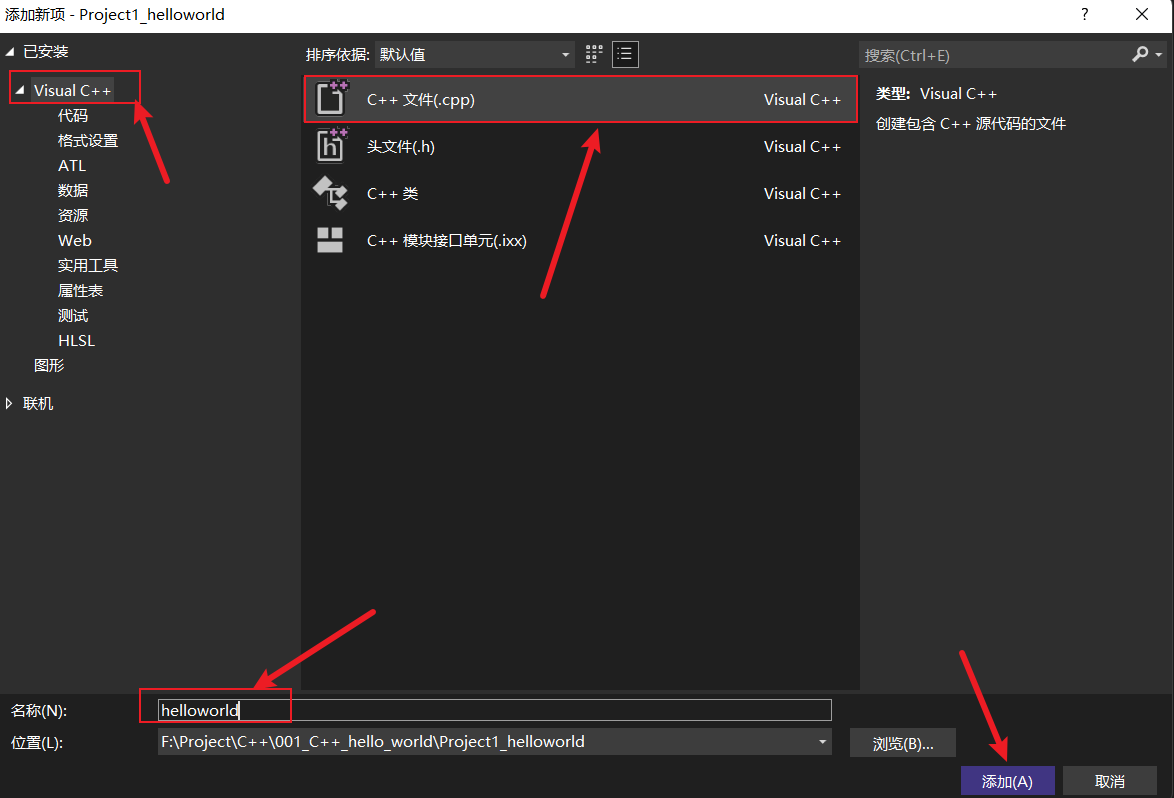 添加新项 - Project1_helloworld
?
已安装
Visual C++
代码
格式设置
ATL
数据
资源
Web
实用工具
属性表
测试
HLSL
图形
联机
排序依据: 默认值
C++ 文件(.cpp) Visual C++
头文件(.h) Visual C++
C++ 类 Visual C++
C++ 模块接口单元(.ixx) Visual C++
搜索(Ctrl+E)
类型: Visual C++
创建包含 C++ 源代码的文件
名称(N): helloworld
位置(L): F:\Project\C++\001_C++_hello_world\Project1_helloworld
浏览(B)...
添加(A) 取消